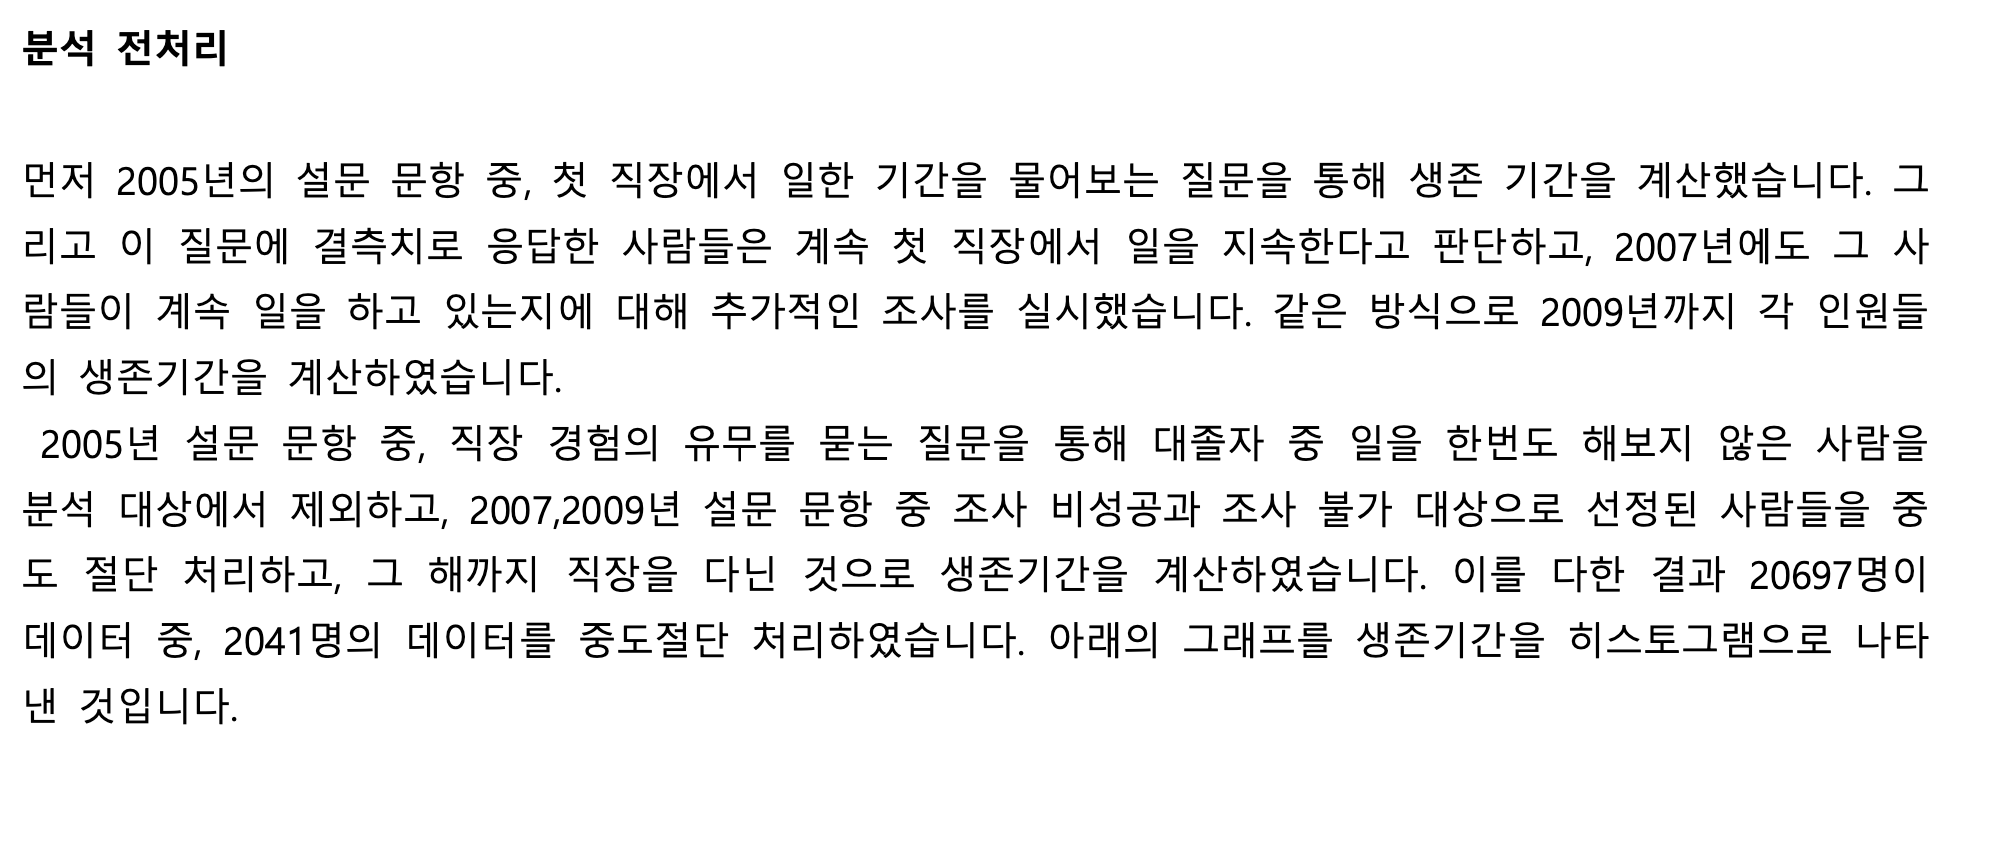 분석 전처리
먼저 2005년의 설문 문항 중, 첫 직장에서 일한 기간을 물어보는 질문을 통해 생존 기간을 계산했습니다. 그
리고 이 질문에 결측치로 응답한 사람들은 계속 첫 직장에서 일을 지속한다고 판단하고, 2007년에도 그 사
람들이 계속 일을 하고 있는지에 대해 추가적인 조사를 실시했습니다. 같은 방식으로 2009년까지 각 인원들
의 생존기간을 계산하였습니다.
2005년 설문 문항 중, 직장 경험의 유무를 묻는 질문을 통해 대졸자 중 일을 한번도 해보지 않은 사람을
분석 대상에서 제외하고, 2007,2009년 설문 문항 중 조사 비성공과 조사 불가 대상으로 선정된 사람들을 중
도 절단 처리하고, 그 해까지 직장을 다닌 것으로 생존기간을 계산하였습니다. 이를 다한 결과 20697명이
데이터 중, 2041명의 데이터를 중도절단 처리하였습니다. 아래의 그래프를 생존기간을 히스토그램으로 나타
낸 것입니다.